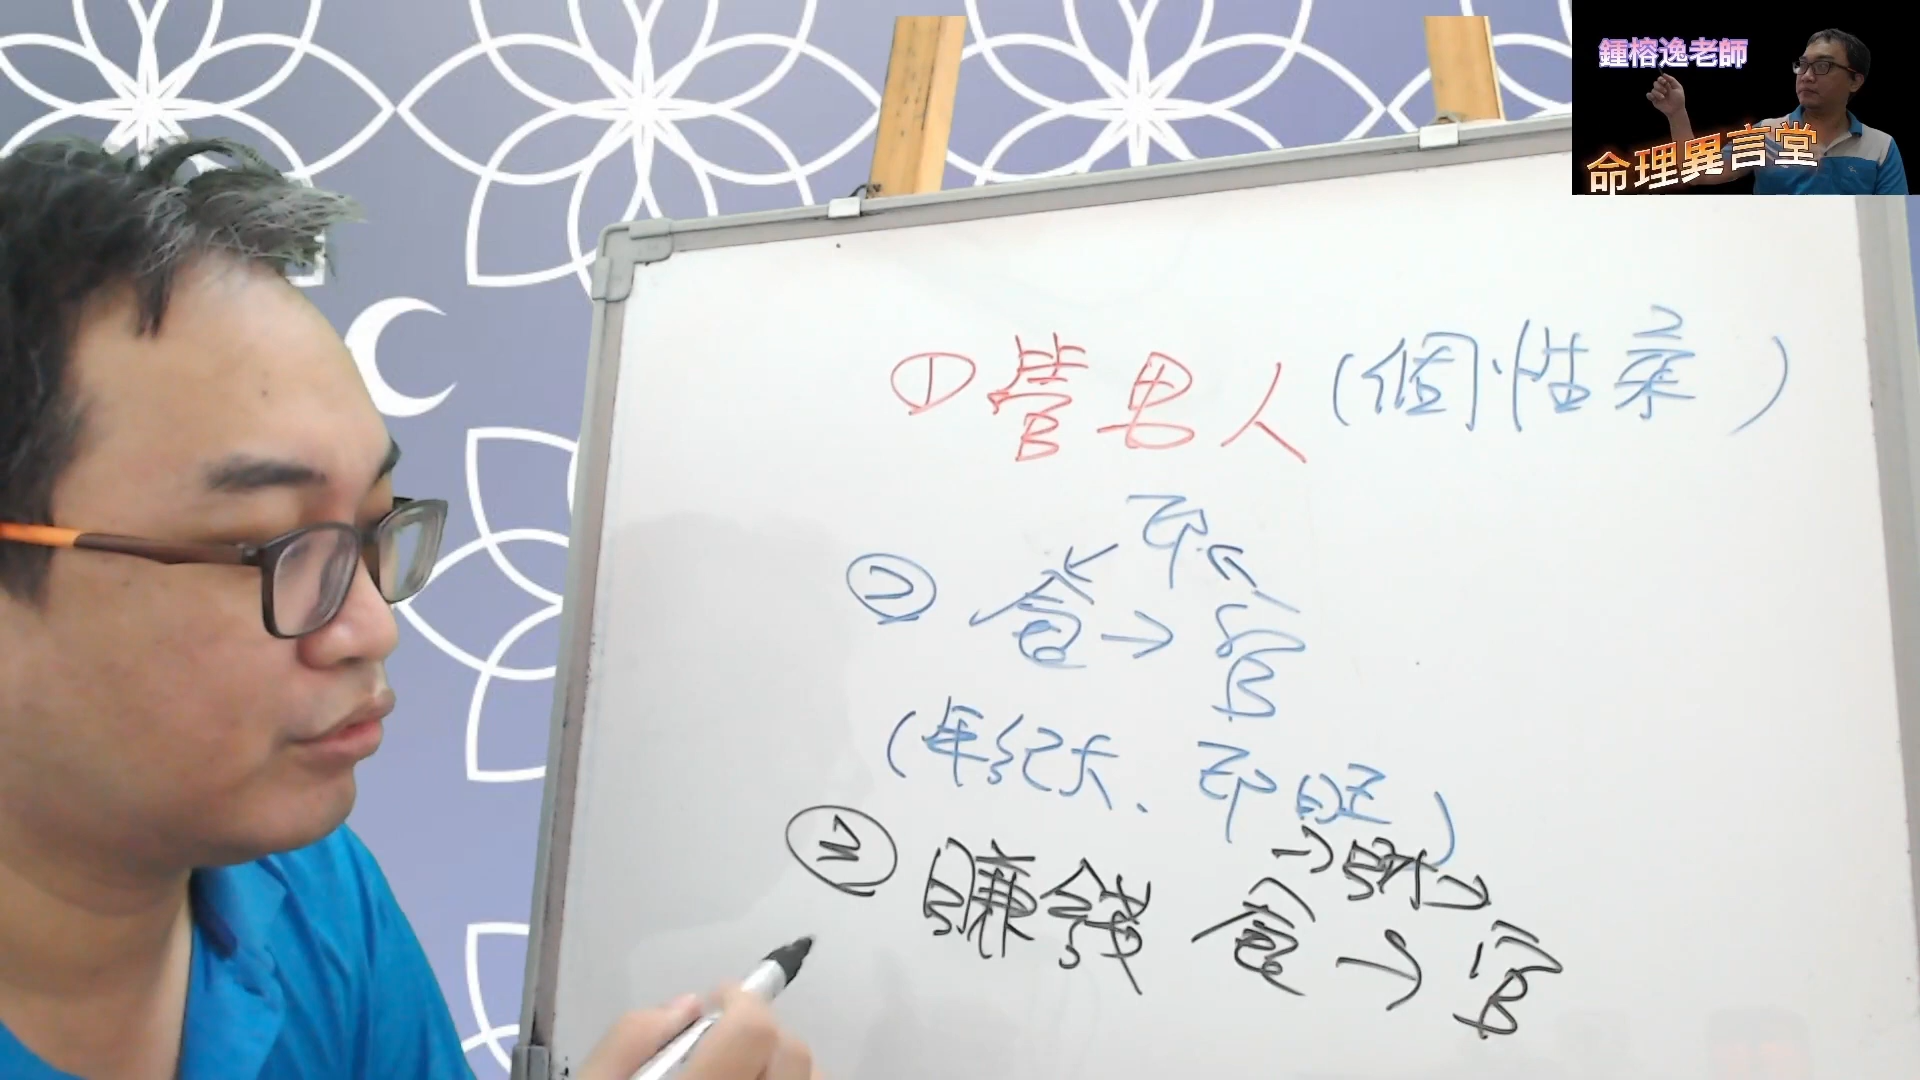 鍾榕逸老師
命理異言堂
①管男人(個性柔)
印
② 食→官
(年紀大、印旺)
→財→
③賺錢 食→官